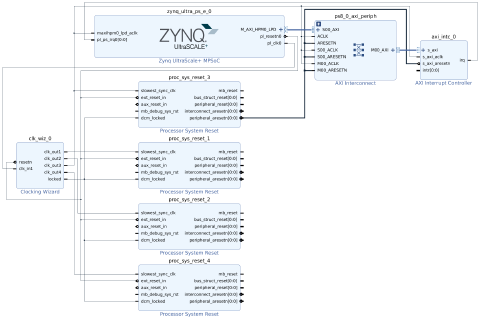 zynq_ultra_ps_e_0
maxihpm0_lpd_aclk
pl_ps_irq0[0:0]
ZYNQ
UltraSCALE+
M_AXI_HPM0_LPD
pl_resetn0
pl_clk0
Zynq UltraScale+ MPSoC
ps8_0_axi_periph
S00_AXI
ACLK
ARESETN
S00_ACLK
S00_ARESETN
M00_ACLK
M00_ARESETN
M00_AXI
AXI Interconnect
axi_intc_0
s_axi
s_axi_aclk
s_axi_aresetn
intr[0:0]
irq
AXI Interrupt Controller
proc_sys_reset_3
slowest_sync_clk
ext_reset_in
aux_reset_in
mb_debug_sys_rst
dcm_locked
mb_reset
bus_struct_reset[0:0]
peripheral_reset[0:0]
interconnect_aresetn[0:0]
peripheral_aresetn[0:0]
Processor System Reset
clk_wiz_0
resetn
clk_in1
clk_out1
clk_out2
clk_out3
clk_out4
locked
Clocking Wizard
proc_sys_reset_1
slowest_sync_clk
ext_reset_in
aux_reset_in
mb_debug_sys_rst
dcm_locked
mb_reset
bus_struct_reset[0:0]
peripheral_reset[0:0]
interconnect_aresetn[0:0]
peripheral_aresetn[0:0]
Processor System Reset
proc_sys_reset_2
slowest_sync_clk
ext_reset_in
aux_reset_in
mb_debug_sys_rst
dcm_locked
mb_reset
bus_struct_reset[0:0]
peripheral_reset[0:0]
interconnect_aresetn[0:0]
peripheral_aresetn[0:0]
Processor System Reset
proc_sys_reset_4
slowest_sync_clk
ext_reset_in
aux_reset_in
mb_debug_sys_rst
dcm_locked
mb_reset
bus_struct_reset[0:0]
peripheral_reset[0:0]
interconnect_aresetn[0:0]
peripheral_aresetn[0:0]
Processor System Reset